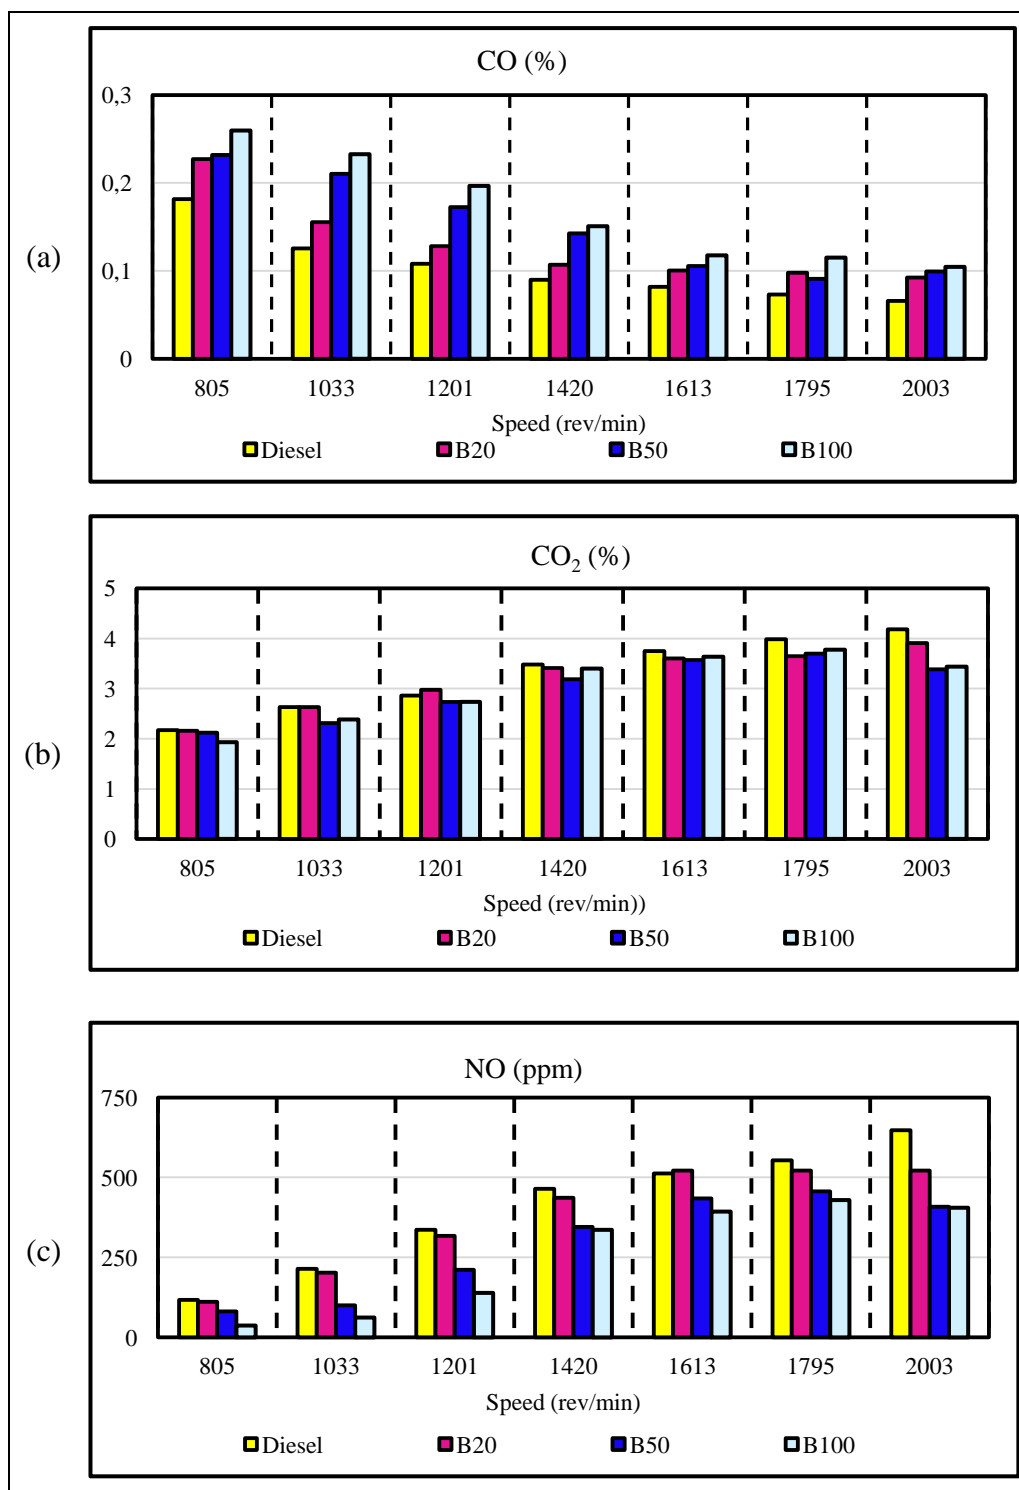 (a)
CO (%)
0,3
0,2
0,1
0
805 1033 1201 1420 1613 1795 2003
Speed (rev/min)
Diesel B20 B50 B100
(b)
CO₂ (%)
5
4
3
2
1
0
805 1033 1201 1420 1613 1795 2003
Speed (rev/min))
Diesel B20 B50 B100
(c)
NO (ppm)
750
500
250
0
805 1033 1201 1420 1613 1795 2003
Speed (rev/min)
Diesel B20 B50 B100